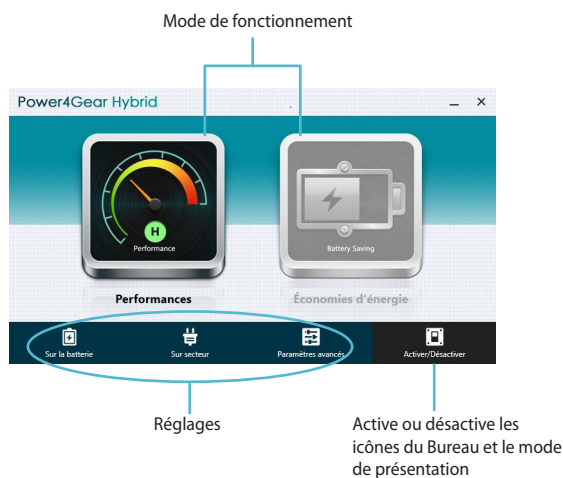 Mode de fonctionnement
Power4Gear Hybrid
H
Performance
Battery Saving
Performances
Économies d'énergie
Sur la batterie
Sur secteur
Paramètres avancés
Activer/Désactiver
Réglages
Active ou désactive les
icônes du Bureau et le mode
de présentation